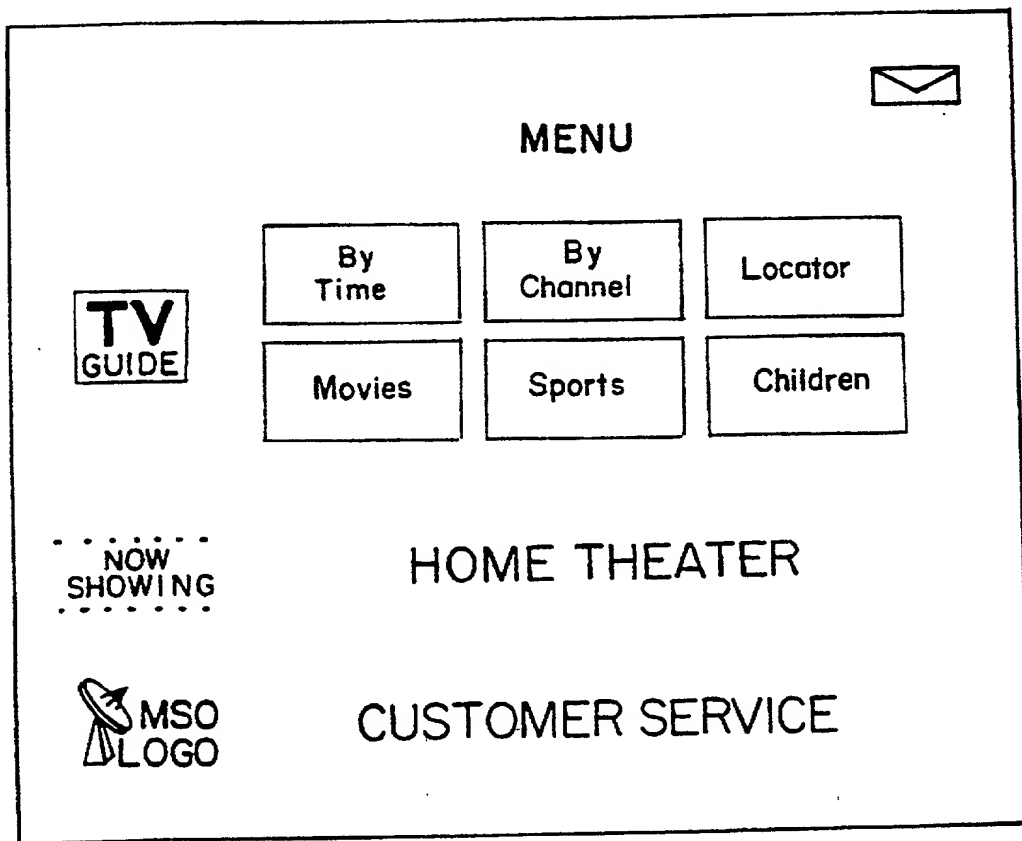 MENU
By
Time
By
Channel
Locator
TV
GUIDE
Movies
Sports
Children
NOW
SHOWING
HOME THEATER
MSO
LOGO
CUSTOMER SERVICE